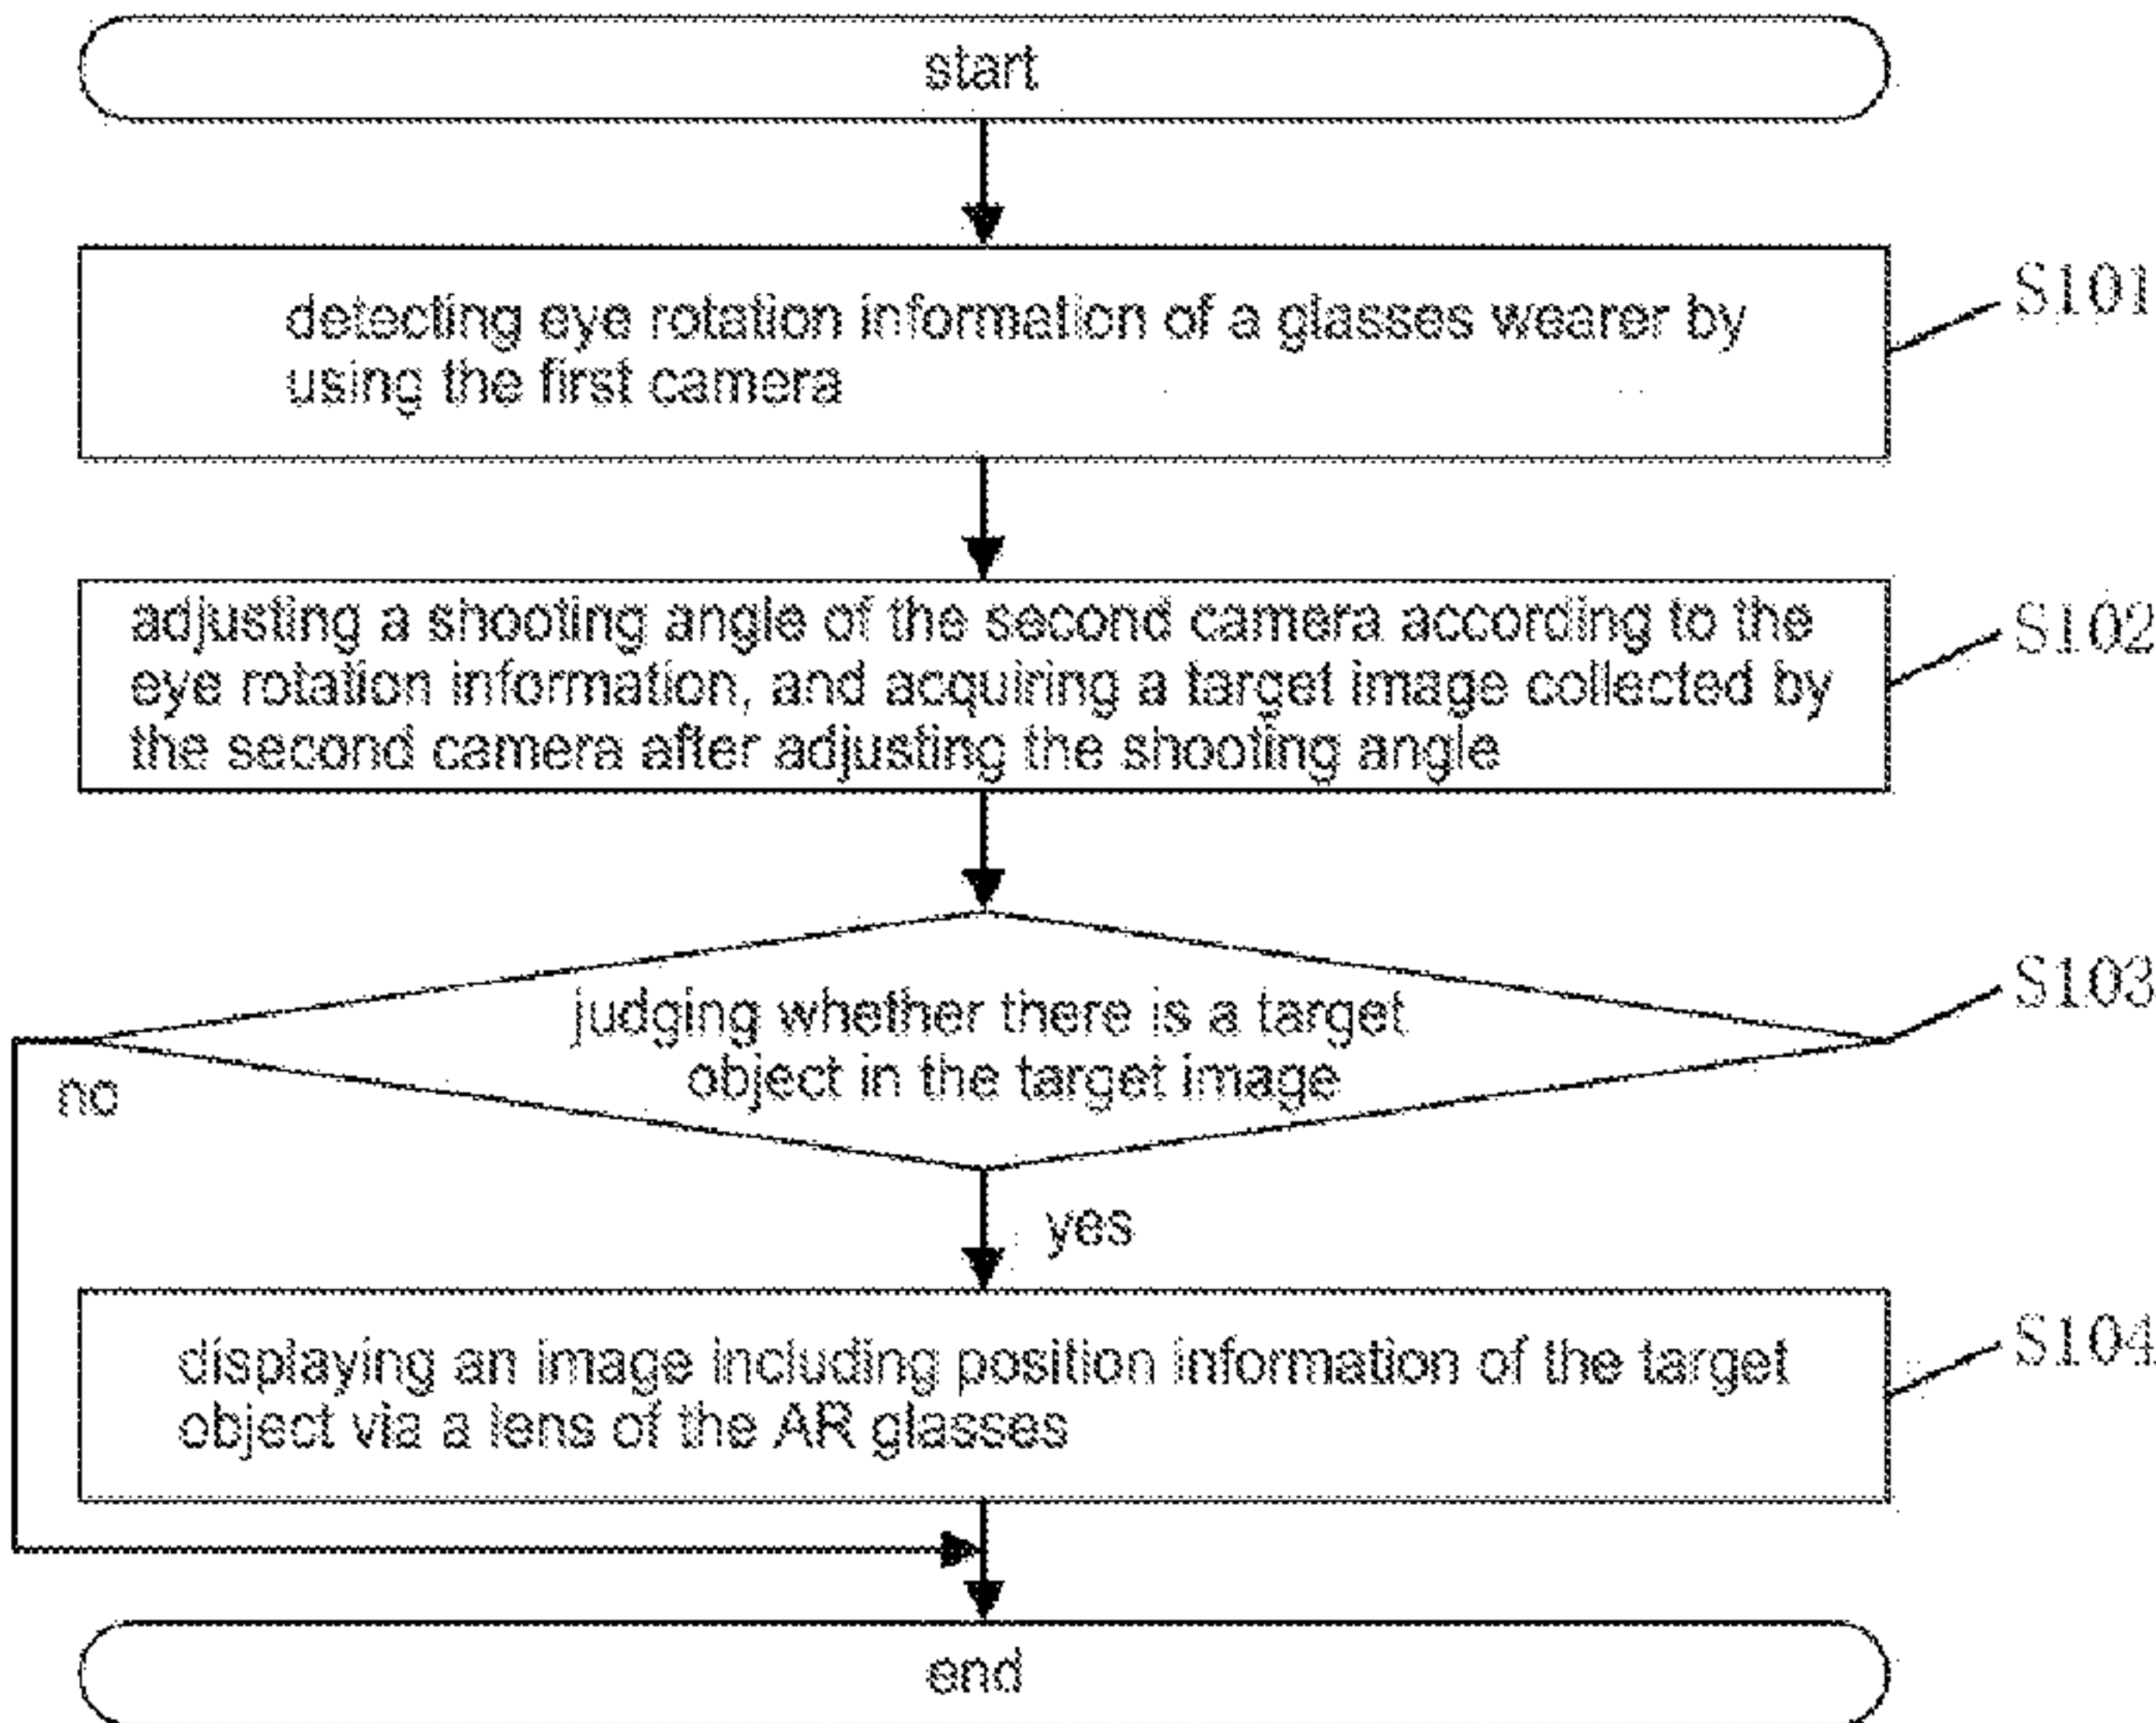 start
detecting eye rotation information of a glasses wearer by
using the first camera
S101
adjusting a shooting angle of the second camera according to the
eye rotation information, and acquiring a target image collected by
the second camera after adjusting the shooting angle
S102
judging whether there is a target
object in the target image
S103
no
yes
displaying an image including position information of the target
object via a lens of the AR glasses
S104
end